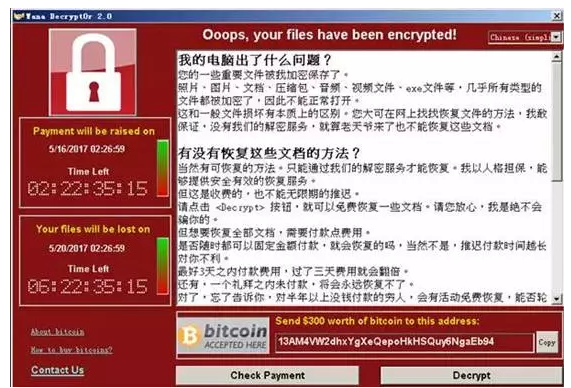 Wana Decrypt0r 2.0
Ooops, your files have been encrypted!
Chinese (simpli
Payment will be raised on
5/16/2017 02:26:59
Time Left
02:22:35:15
Your files will be lost on
5/20/2017 02:26:59
Time Left
06:22:35:15
About bitcoin
How to buy bitcoins?
Contact Us
我的电脑出了什么问题？
您的一些重要文件被我加密保存了。
照片、图片、文档、压缩包、音频、视频文件、exe文件等，几乎所有类型的
文件都被加密了，因此不能正常打开。
这和一般文件损坏有本质上的区别。您大可在网上找找恢复文件的方法，我敢
保证，没有我们的解密服务，就算老天爷来了也不能恢复这些文档。
有没有恢复这些文档的方法？
当然有可恢复的方法。只能通过我们的解密服务才能恢复。我以人格担保，能
够提供安全有效的恢复服务。
但这是收费的，也不能无限期的推迟。
请点击 <Decrypt> 按钮，就可以免费恢复一些文档。请您放心，我是绝不会
骗你的。
但想要恢复全部文档，需要付款点费用。
是否随时都可以固定金额付款，就会恢复的吗，当然不是，推迟付款时间越长
对你不利。
最好3天之内付款费用，过了三天费用就会翻倍。
还有，一个礼拜之内未付款，将会永远恢复不了。
对了，忘了告诉你，对半年以上没钱付款的穷人，会有活动免费恢复，能否轮
bitcoin
ACCEPTED HERE
Send $300 worth of bitcoin to this address:
13AM4VW2dhxYgXeQepoHkHSQuy6NgaEb94
Copy
Check Payment
Decrypt